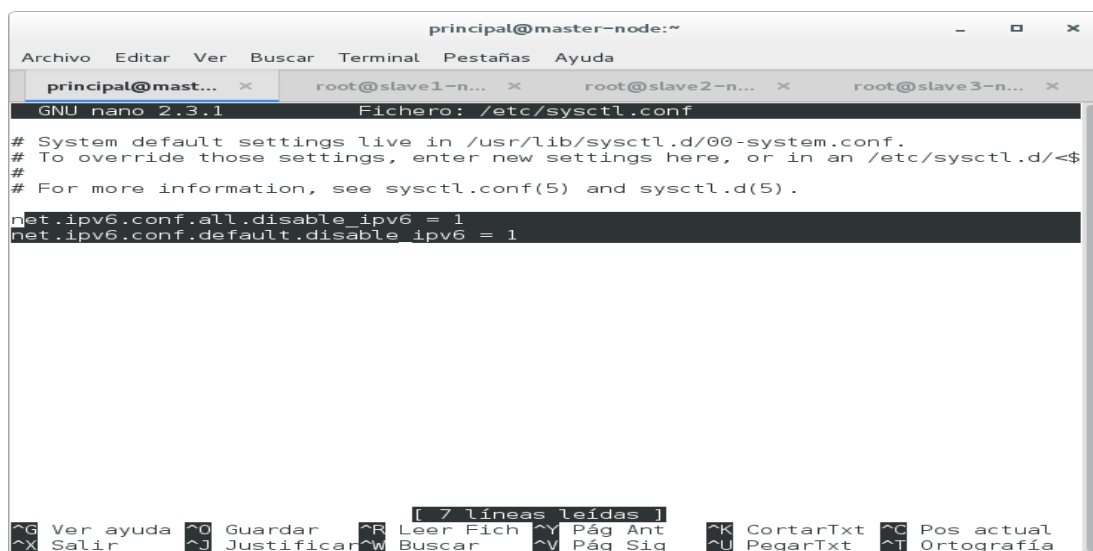 principal@master-node:~
Archivo Editar Ver Buscar Terminal Pestañas Ayuda
principal@mast... × root@slave1-n... × root@slave2-n... × root@slave3-n... ×
GNU nano 2.3.1 Fichero: /etc/sysctl.conf
# System default settings live in /usr/lib/sysctl.d/00-system.conf.
# To override those settings, enter new settings here, or in an /etc/sysctl.d/<$
#
# For more information, see sysctl.conf(5) and sysctl.d(5).
net.ipv6.conf.all.disable_ipv6 = 1
net.ipv6.conf.default.disable_ipv6 = 1
[ 7 líneas leídas ]
^G Ver ayuda ^O Guardar ^R Leer Fich ^Y Pág Ant ^K CortarTxt ^C Pos actual
^X Salir ^J Justificar ^W Buscar ^V Pág Sig ^U PegarTxt ^T Ortografía